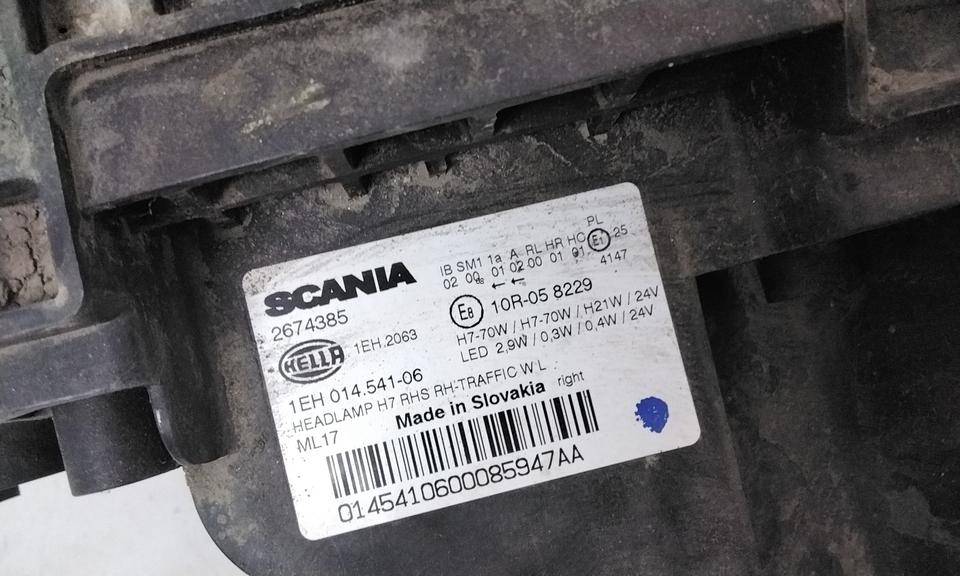 SCANIA
2674385
HELLA 1EH.2063
1EH 014.541-06
HEADLAMP H7 RHS RH-TRAFFIC W L
ML17
Made in Slovakia right
PL
IB SM1 1a A RL HR HC E1 25
02 00 01 02 00 01 01 4147
← ←
E8 10R-05 8229
H7-70W / H7-70W / H21W / 24V
LED 2,9W / 0,3W / 0,4W / 24V
0145410600085947AA